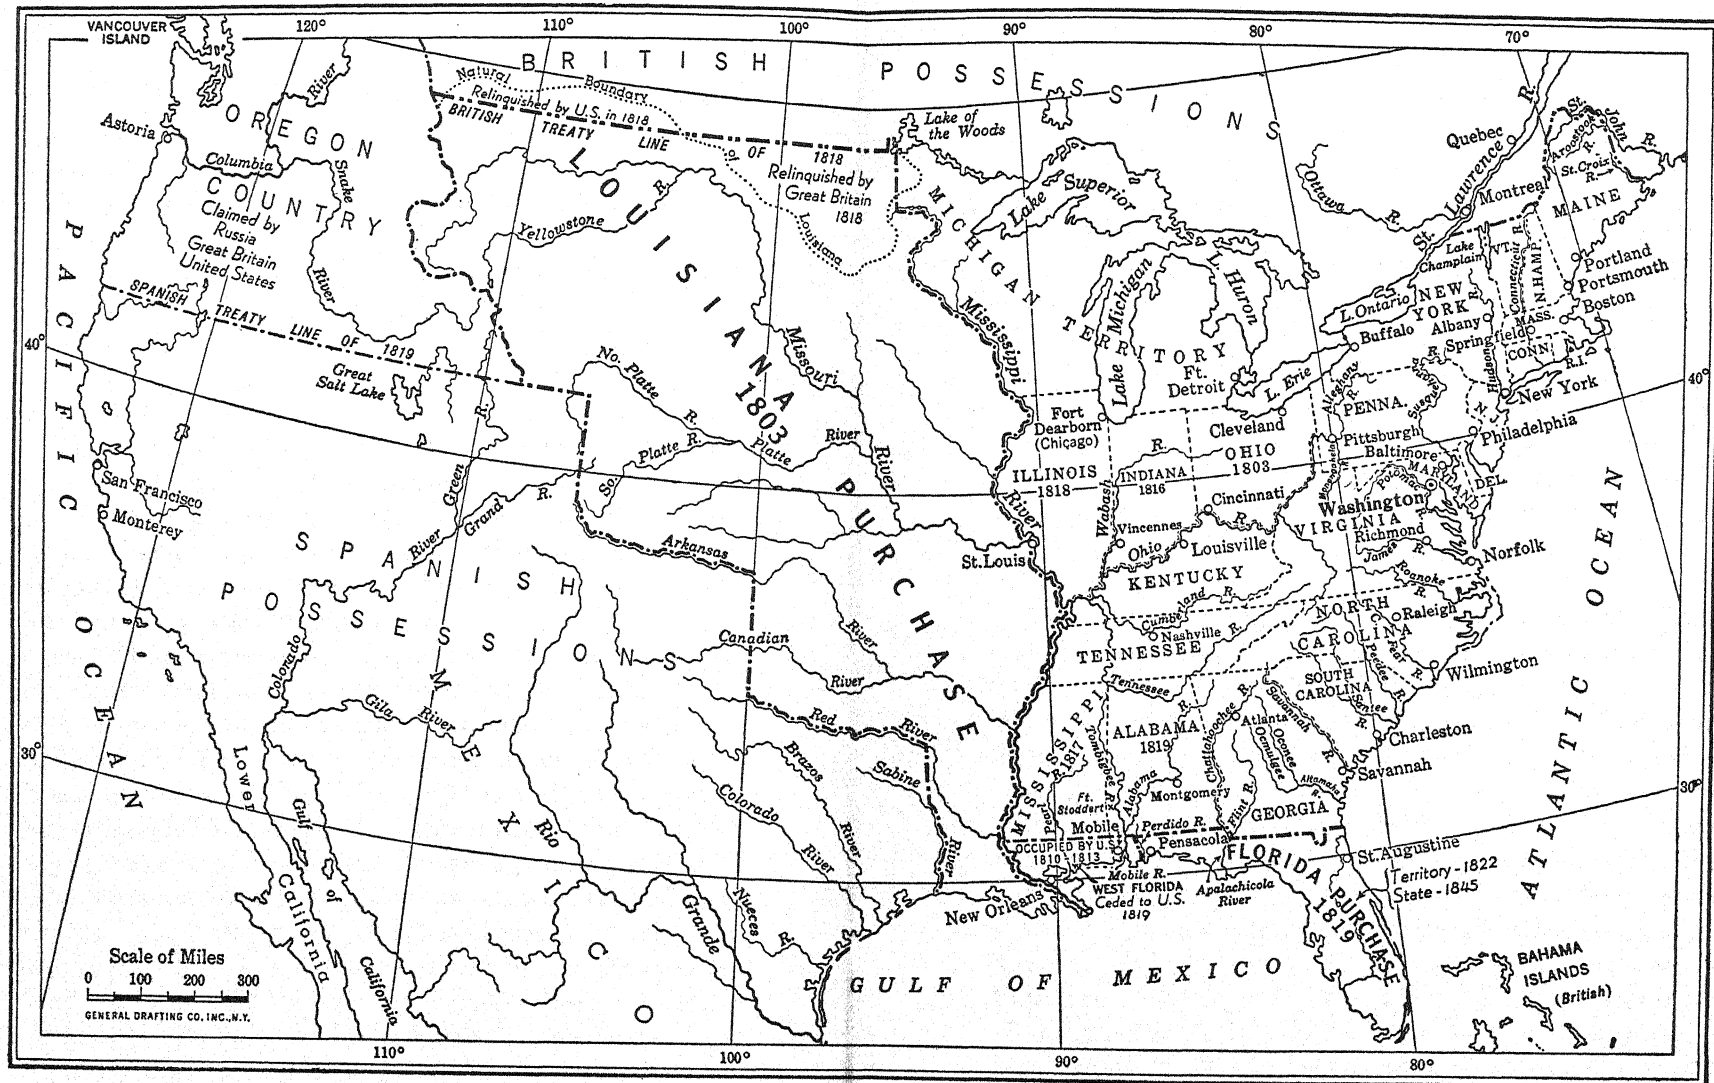 VANCOUVER
ISLAND
120°
110°
100°
90°
80°
70°
BRITISH POSSESSIONS
Natural Boundary of Louisiana
Relinquished by U.S. in 1818
BRITISH TREATY LINE OF 1818
Relinquished by
Great Britain
1818
Lake of
the Woods
River
OREGON
COUNTRY
Astoria
Columbia
Snake
River
Claimed by
Russia
Great Britain
United States
SPANISH TREATY LINE OF 1819
Great
Salt Lake
LOUISIANA
1803
PURCHASE
Yellowstone R.
Missouri
River
No. Platte R.
So. Platte R.
Platte River
Green R.
Grand R.
River
Arkansas
River
Canadian
River
Red River
Sabine
River
Brazos
River
Colorado
River
Nueces R.
Rio Grande
Colorado
Gila River
PACIFIC OCEAN
40°
30°
San Francisco
Monterey
SPANISH
POSSESSIONS
MEXICO
Lower California
Gulf of California
Scale of Miles
0 100 200 300
GENERAL DRAFTING CO. INC., N.Y.
MICHIGAN
TERRITORY
Lake Superior
Lake Michigan
L. Huron
L. Erie
L. Ontario
Mississippi
River
Ottawa R.
St. Lawrence R.
Quebec
Montreal
St. John R.
Aroostook R.
St. Croix R.
MAINE
Lake
Champlain
VT.
Connecticut R.
N. HAMP.
Portland
Portsmouth
Boston
MASS.
Springfield
CONN.
R.I.
NEW
YORK
Albany
Buffalo
Hudson
New York
N.J.
Philadelphia
PENNA.
Alleghany R.
Susque. R.
Pittsburgh
Monongahela
Baltimore
MARYLAND
DEL.
Potomac
Washington
VIRGINIA
Richmond
James R.
Norfolk
Roanoke R.
Ft.
Detroit
Fort
Dearborn
(Chicago)
Cleveland
OHIO
1803
ILLINOIS
1818
INDIANA
1816
Wabash R.
Cincinnati
Vincennes
Ohio R.
Louisville
St. Louis
KENTUCKY
Cumberland R.
Nashville
TENNESSEE
Tennessee R.
NORTH
CAROLINA
Raleigh
Cape Fear R.
Wilmington
SOUTH
CAROLINA
Peedee R.
Santee R.
Charleston
Savannah R.
Savannah
Atlanta
Oconee
Ocmulgee
Altamaha R.
GEORGIA
Chattahoochee R.
Flint R.
ALABAMA
1819
Montgomery
Alabama
Tombigbee R.
MISSISSIPPI
1817
Pearl R.
Ft.
Stoddert
Mobile
Perdido R.
Pensacola
OCCUPIED BY U.S.
1810-1813
Mobile R.
WEST FLORIDA
Ceded to U.S.
1819
Apalachicola
River
New Orleans
FLORIDA PURCHASE
1819
St. Augustine
Territory-1822
State-1845
GULF OF MEXICO
ATLANTIC OCEAN
BAHAMA
ISLANDS
(British)
40°
30°
110°
100°
90°
80°